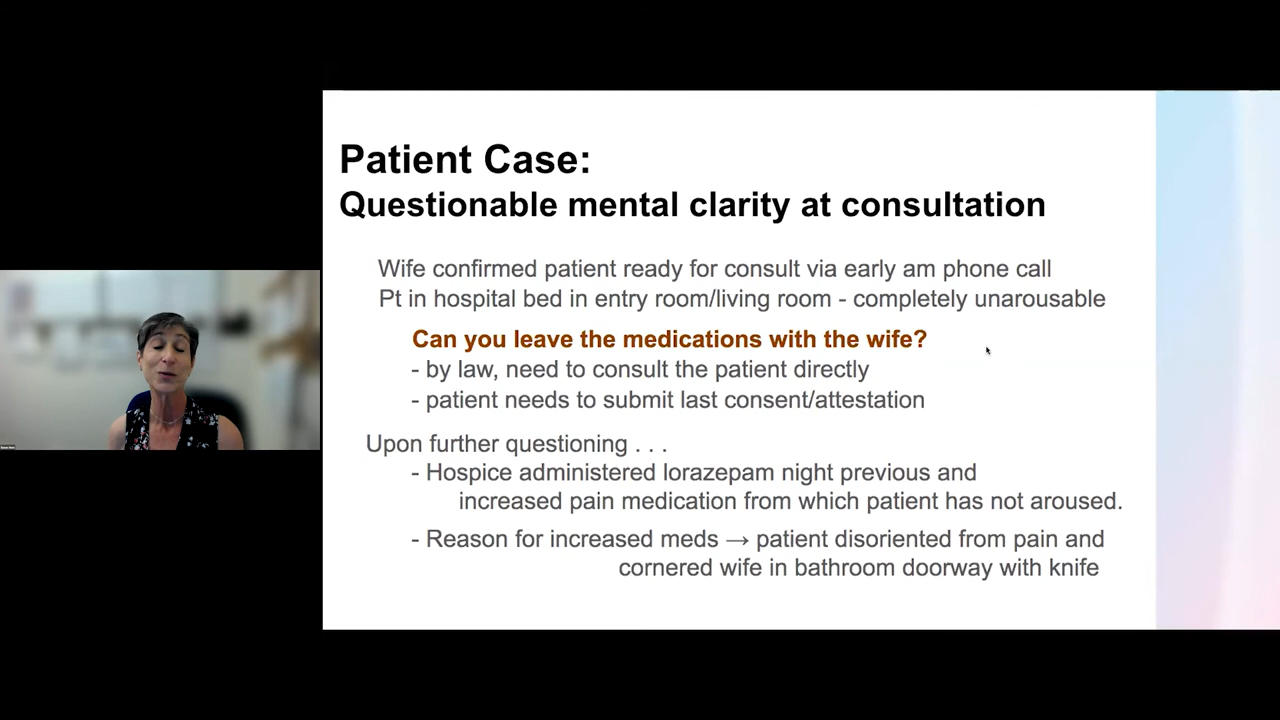 Patient Case:
Questionable mental clarity at consultation
Wife confirmed patient ready for consult via early am phone call
Pt in hospital bed in entry room/living room - completely unarousable
Can you leave the medications with the wife?
- by law, need to consult the patient directly
- patient needs to submit last consent/attestation
Upon further questioning . . .
- Hospice administered lorazepam night previous and
increased pain medication from which patient has not aroused.
- Reason for increased meds → patient disoriented from pain and
cornered wife in bathroom doorway with knife